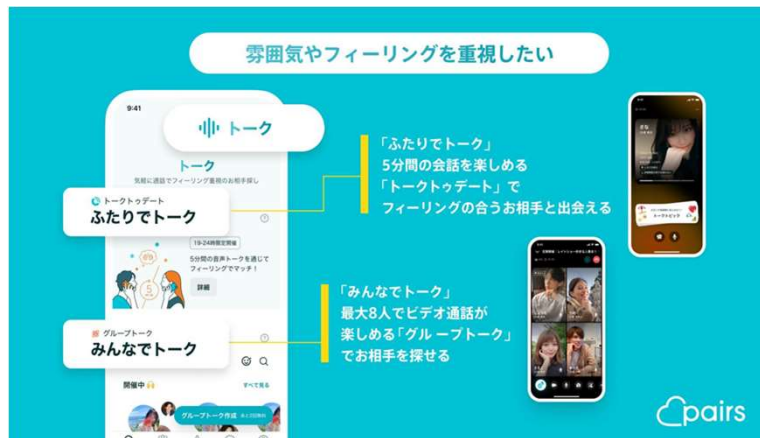 雰囲気やフィーリングを重視したい
9:41
トーク
トーク
気軽に通話でフィーリング重視のお相手探し
トークトゥデート
ふたりでトーク
19-24時限定開催
5分間の音声トークを通じて
フィーリングでマッチ！
詳細
グループトーク
みんなでトーク
開催中
すべて見る
グループトーク作成
「ふたりでトーク」
5分間の会話を楽しめる
「トークトゥデート」で
フィーリングの合うお相手と出会える
「みんなでトーク」
最大8人でビデオ通話が
楽しめる「グループトーク」
でお相手を探せる
トークトピック
pairs